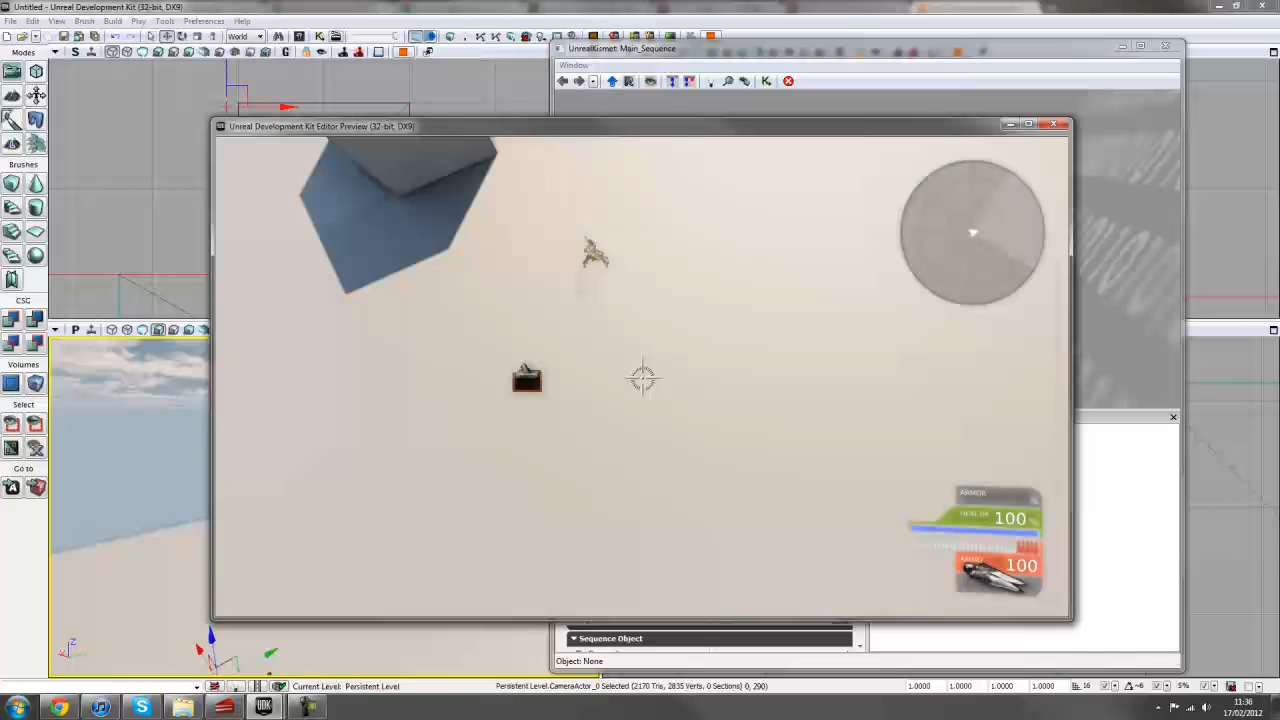 Untitled - Unreal Development Kit (32-bit, DX9)
File Edit View Brush Build Play Tools Preferences Help
World
Modes
S
G
UnrealKismet: Main_Sequence
Window
Unreal Development Kit Editor Preview (32-bit, DX9)
Brushes
CSG
P
Volumes
Select
Go to
ARMOR
HEALTH 100
AMMO 100
Sequence Object
Object: None
Z
Current Level: Persistent Level
Persistent Level.CameraActor_0 Selected (2170 Tris, 2835 Verts, 0 Sections) 0, 290)
1.0000 1.0000 1.0000 1.0000 16 6 5%
11:36
17/02/2012